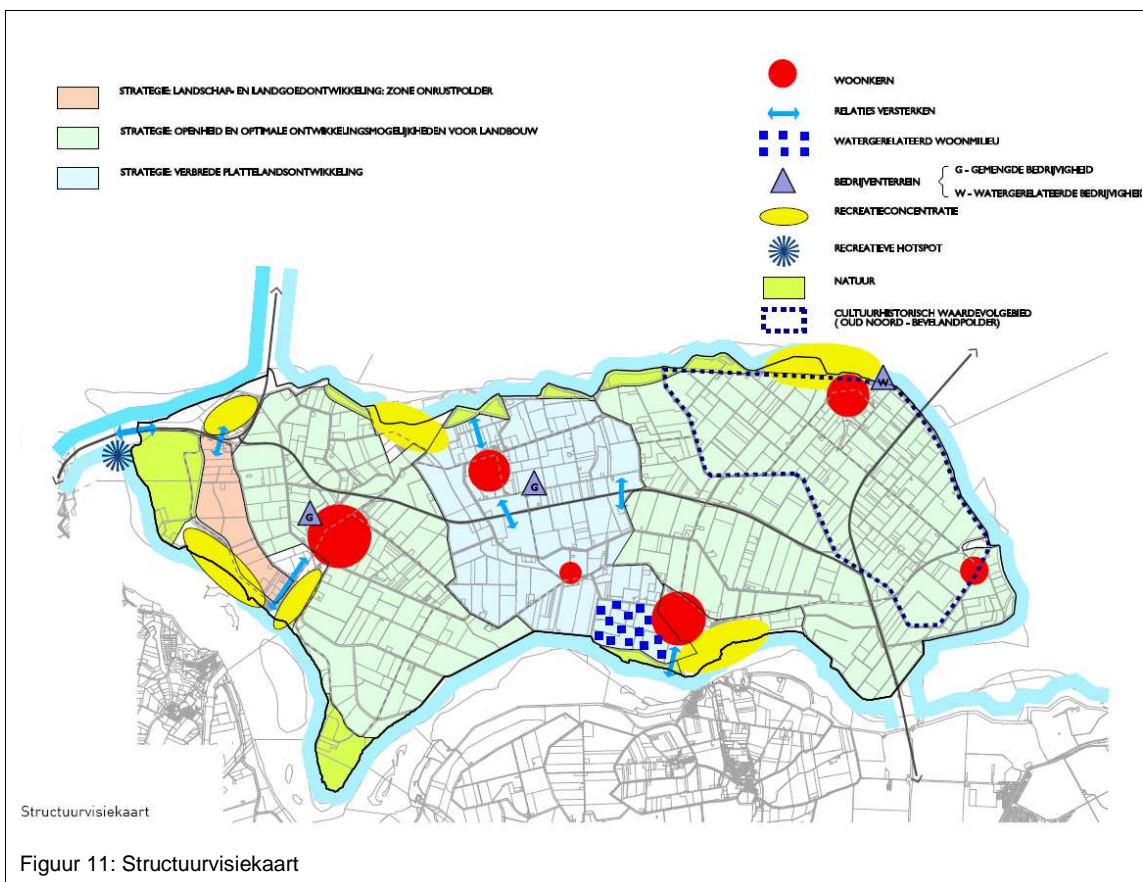 STRATEGIE: LANDSCHAP- EN LANDGOEDONTWIKKELING: ZONE ONRUSTPOLDER
STRATEGIE: OPENHEID EN OPTIMALE ONTWIKKELINGSMOGELIJKHEDEN VOOR LANDBOUW
STRATEGIE: VERBREDE PLATTELANDSONTWIKKELING
WOONKERN
RELATIES VERSTERKEN
WATERGERELATEERD WOONMILIEU
BEDRIJVENTERREIN
G - GEMENGDE BEDRIJVIGHEID
W - WATERGERELATEERDE BEDRIJVIGHEID
RECREATIECONCENTRATIE
RECREATIEVE HOTSPOT
NATUUR
CULTUURHISTORISCH WAARDEVOLGEBIED
( OUD NOORD - BEVELANDPOLDER)
W
G
G
Structuurvisiekaart
Figuur 11: Structuurvisiekaart